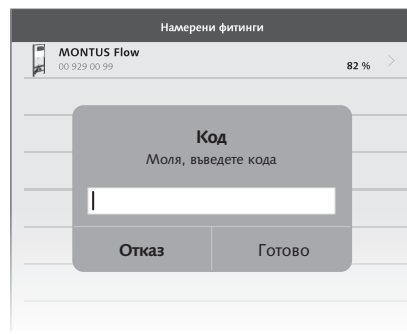 Намерени фитинги
MONTUS Flow
00 929 00 99
82 %
Код
Моля, въведете кода
Отказ
Готово